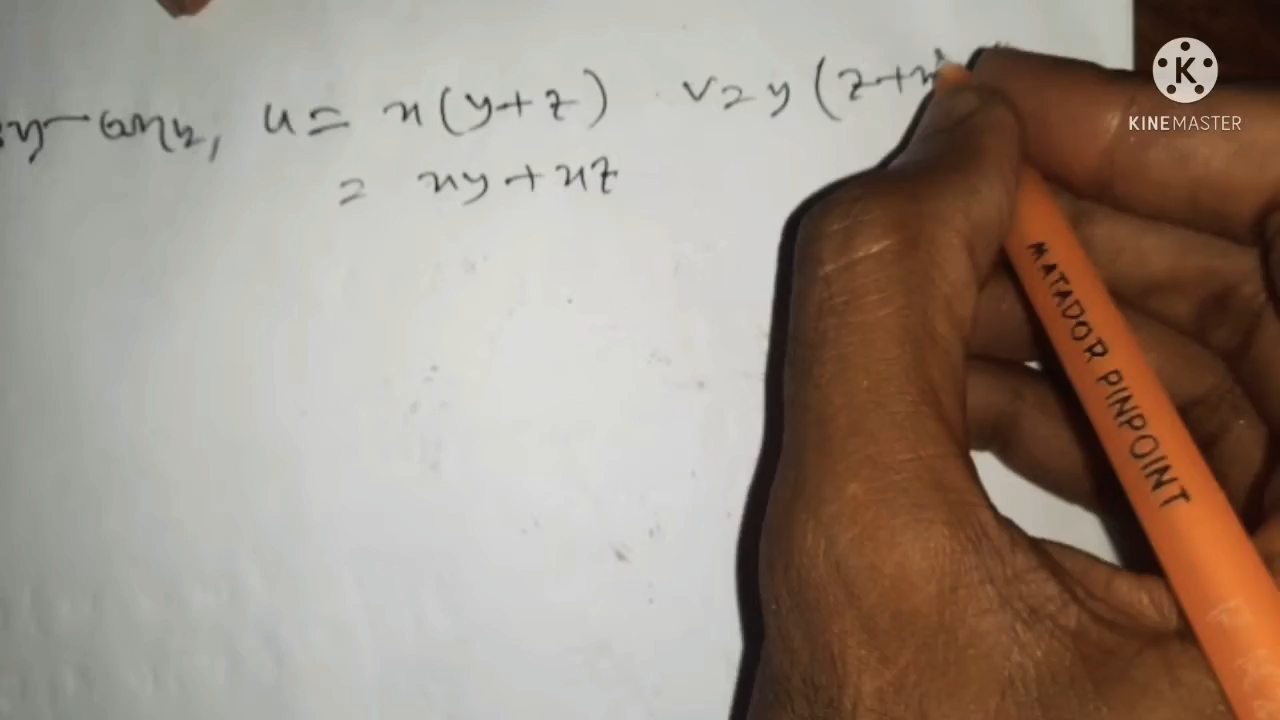 u = x(y+z) v = y(z+x
= xy + xz
K
KINEMASTER
MATADOR PINPOINT